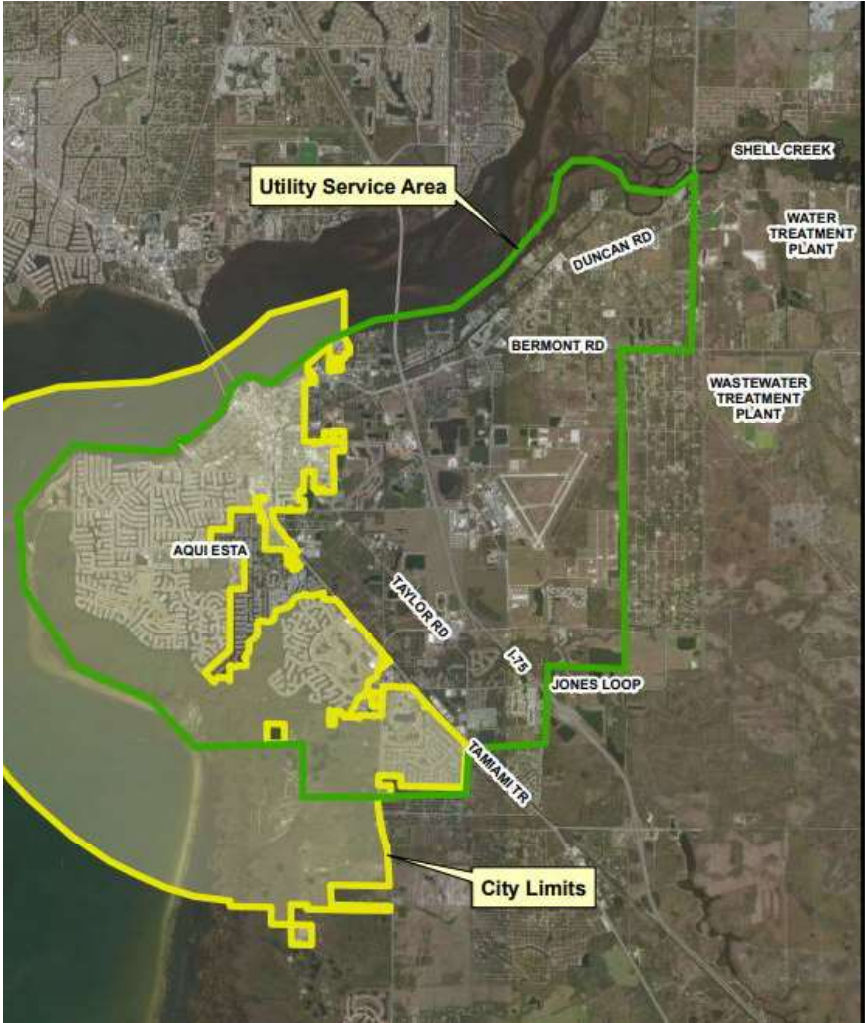 SHELL CREEK
Utility Service Area
WATER
TREATMENT
PLANT
DUNCAN RD
BERMONT RD
WASTEWATER
TREATMENT
PLANT
AQUI ESTA
TAYLOR RD
I-75
JONES LOOP
TAMIAMI TR
City Limits